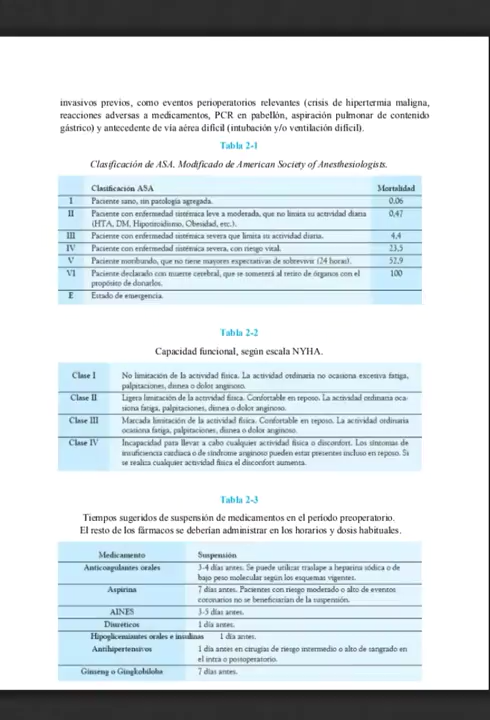 invasivos previos, como eventos perioperatorios relevantes (crisis de hipertermia maligna,
reacciones adversas a medicamentos, PCR en pabellón, aspiración pulmonar de contenido
gástrico) y antecedente de vía aérea difícil (intubación y/o ventilación difícil).
Tabla 2-1
Clasificación de ASA. Modificado de American Society of Anesthesiologists.
Clasificación ASA Mortalidad
I Paciente sano, sin patología agregada. 0,06
II Paciente con enfermedad sistémica leve a moderada, que no limita su actividad diaria 0,47
(HTA, DM, Hipotiroidismo, Obesidad, etc.).
III Paciente con enfermedad sistémica severa que limita su actividad diaria. 4,4
IV Paciente con enfermedad sistémica severa, con riesgo vital. 23,5
V Paciente moribundo, que no tiene mayores expectativas de sobrevivir (24 horas). 52,9
VI Paciente declarado con muerte cerebral, que se someterá al retiro de órganos con el 100
propósito de donarlos.
E Estado de emergencia.
Tabla 2-2
Capacidad funcional, según escala NYHA.
Clase I No limitación de la actividad física. La actividad ordinaria no ocasiona excesiva fatiga,
palpitaciones, disnea o dolor anginoso.
Clase II Ligera limitación de la actividad física. Confortable en reposo. La actividad ordinaria oca-
siona fatiga, palpitaciones, disnea o dolor anginoso.
Clase III Marcada limitación de la actividad física. Confortable en reposo. La actividad ordinaria
ocasiona fatiga, palpitaciones, disnea o dolor anginoso.
Clase IV Incapacidad para llevar a cabo cualquier actividad física o disconfort. Los síntomas de
insuficiencia cardíaca o de síndrome anginoso pueden estar presentes incluso en reposo. Si
se realiza cualquier actividad física el disconfort aumenta.
Tabla 2-3
Tiempos sugeridos de suspensión de medicamentos en el período preoperatorio.
El resto de los fármacos se deberían administrar en los horarios y dosis habituales.
Medicamento Suspensión
Anticoagulantes orales 3-4 días antes. Se puede utilizar traslape a heparina sódica o de
bajo peso molecular según los esquemas vigentes.
Aspirina 7 días antes. Pacientes con riesgo moderado o alto de eventos
coronarios no se beneficiarían de la suspensión.
AINES 3-5 días antes.
Diuréticos 1 día antes.
Hipoglicemiantes orales e insulinas 1 día antes.
Antihipertensivos 1 día antes en cirugías de riesgo intermedio o alto de sangrado en
el intra o postoperatorio.
Ginseng o Gingkobiloba 7 días antes.